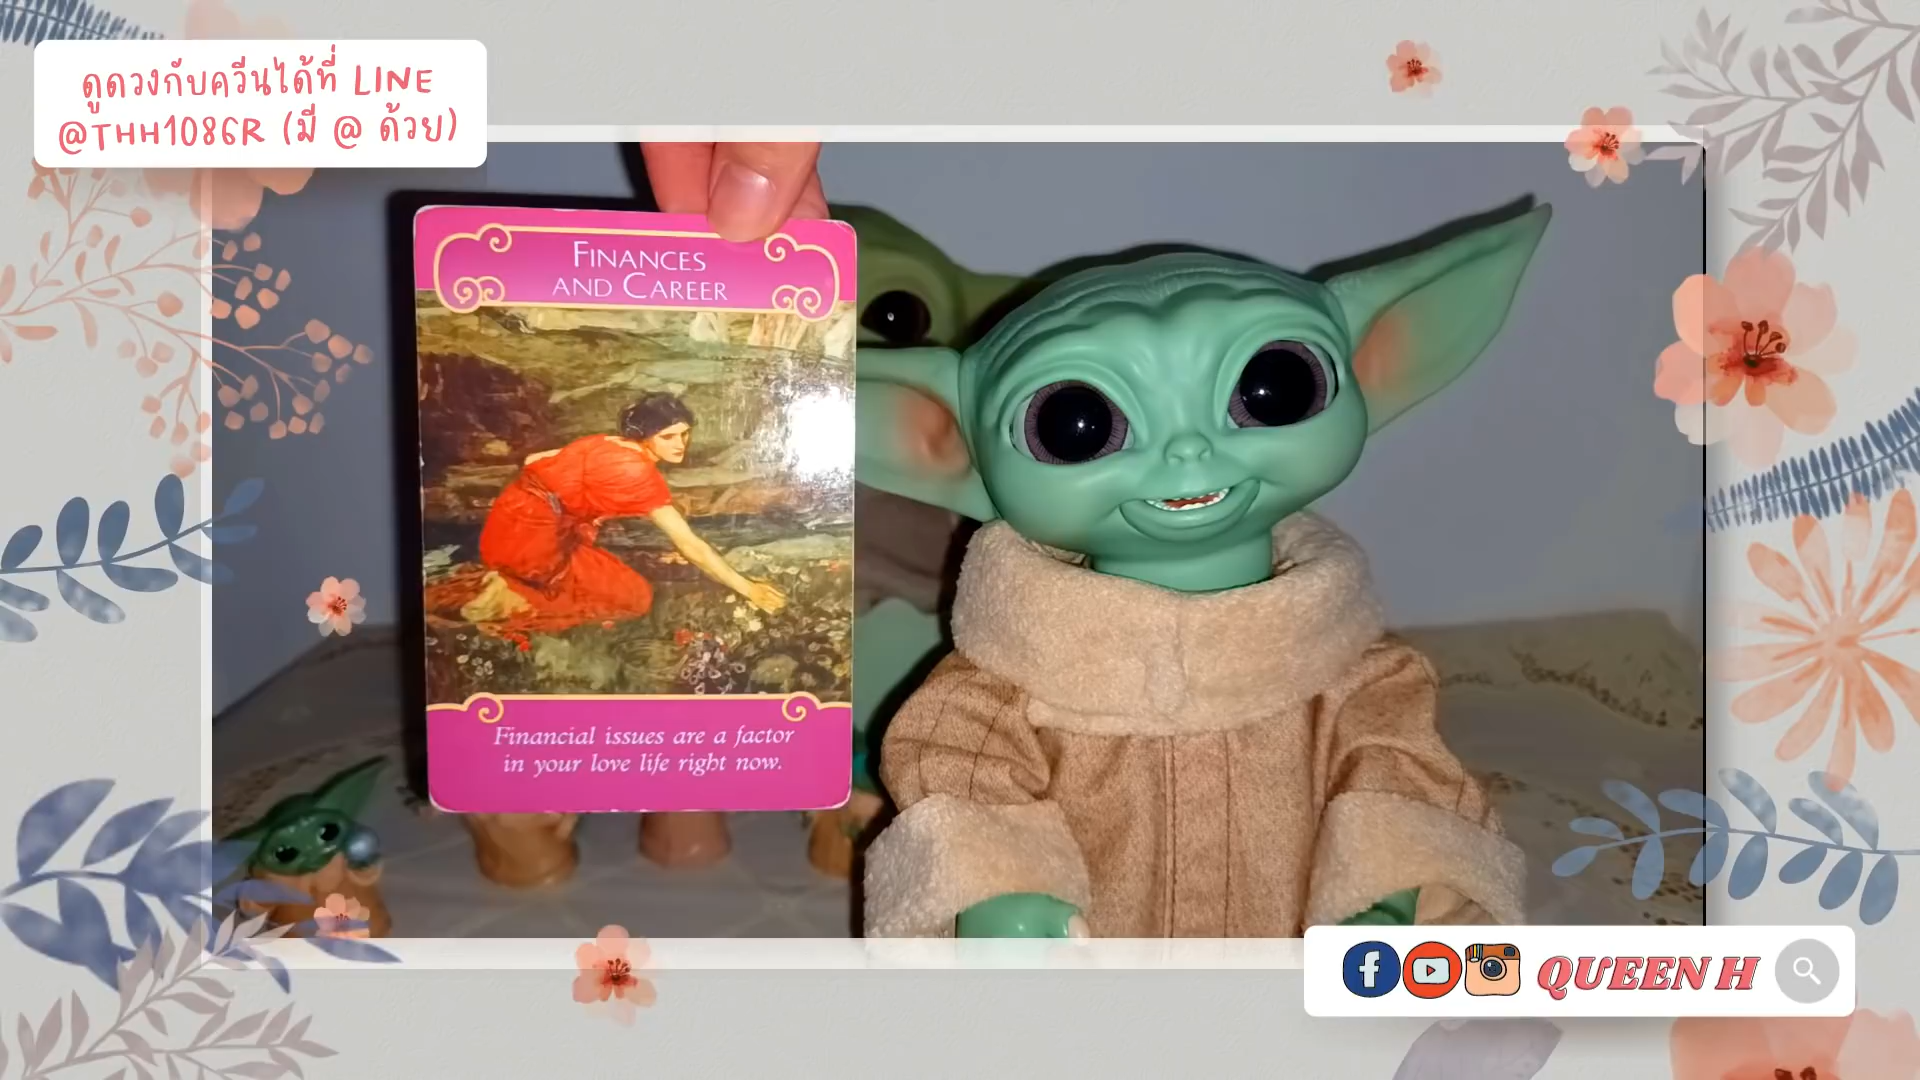 ดูดวงกับควีนได้ที่ LINE
@THH1086R (มี @ ด้วย)
FINANCES
AND CAREER
Financial issues are a factor
in your love life right now.
QUEEN H